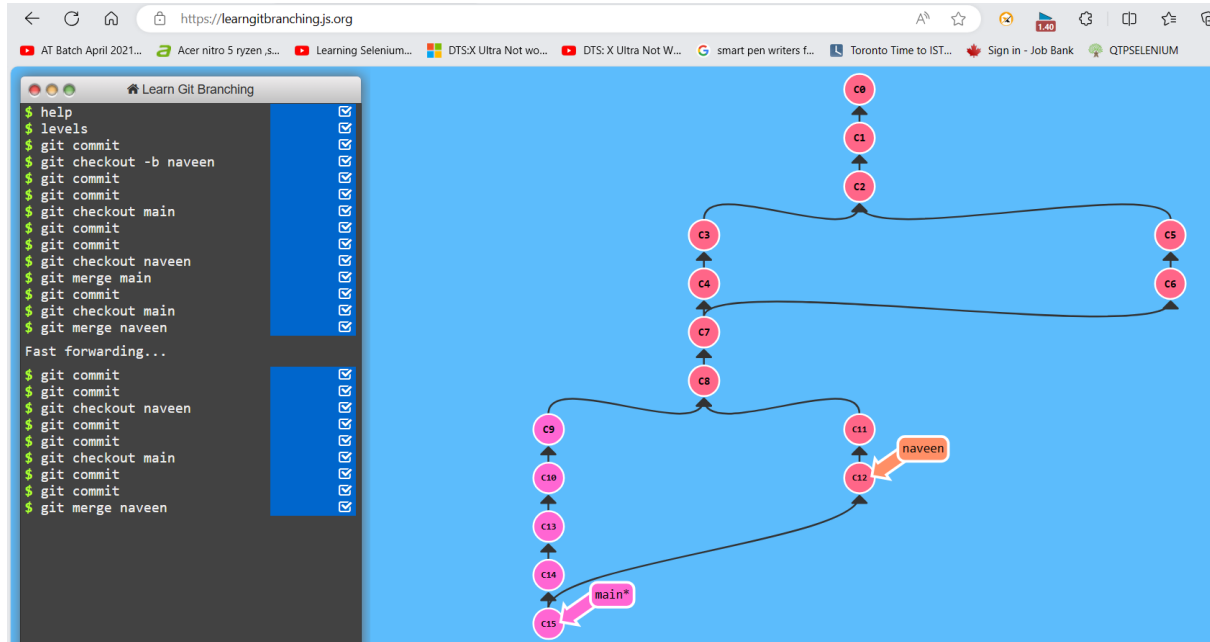 https://learngitbranching.js.org
1.40
AT Batch April 2021...
Acer nitro 5 ryzen ,s...
Learning Selenium...
DTS:X Ultra Not wo...
DTS: X Ultra Not W...
smart pen writers f...
Toronto Time to IST...
Sign in - Job Bank
QTPSELENIUM
Learn Git Branching
$ help
$ levels
$ git commit
$ git checkout -b naveen
$ git commit
$ git commit
$ git checkout main
$ git commit
$ git commit
$ git checkout naveen
$ git merge main
$ git commit
$ git checkout main
$ git merge naveen
Fast forwarding...
$ git commit
$ git commit
$ git checkout naveen
$ git commit
$ git commit
$ git checkout main
$ git commit
$ git commit
$ git merge naveen
C0
C1
C2
C3
C5
C4
C6
C7
C8
C9
C11
naveen
C10
C12
C13
C14
main*
C15